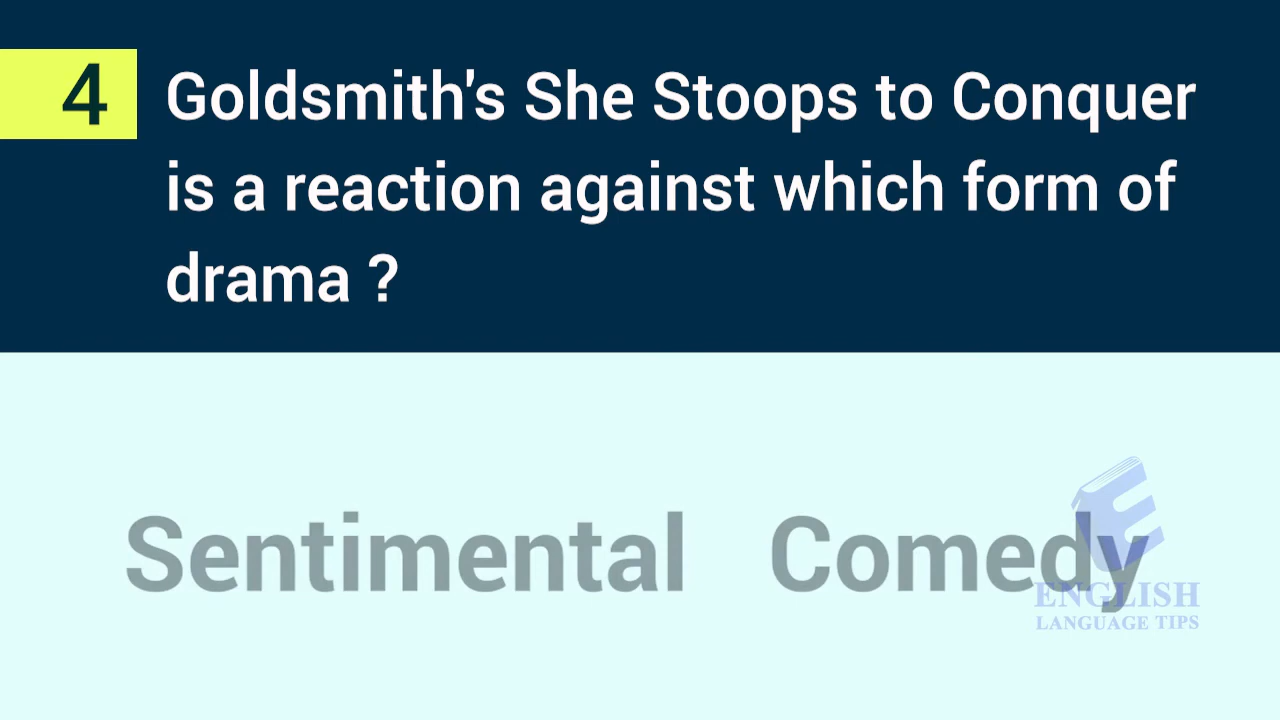 4
Goldsmith's She Stoops to Conquer
is a reaction against which form of
drama ?
Sentimental Comedy
ENGLISH
LANGUAGE TIPS